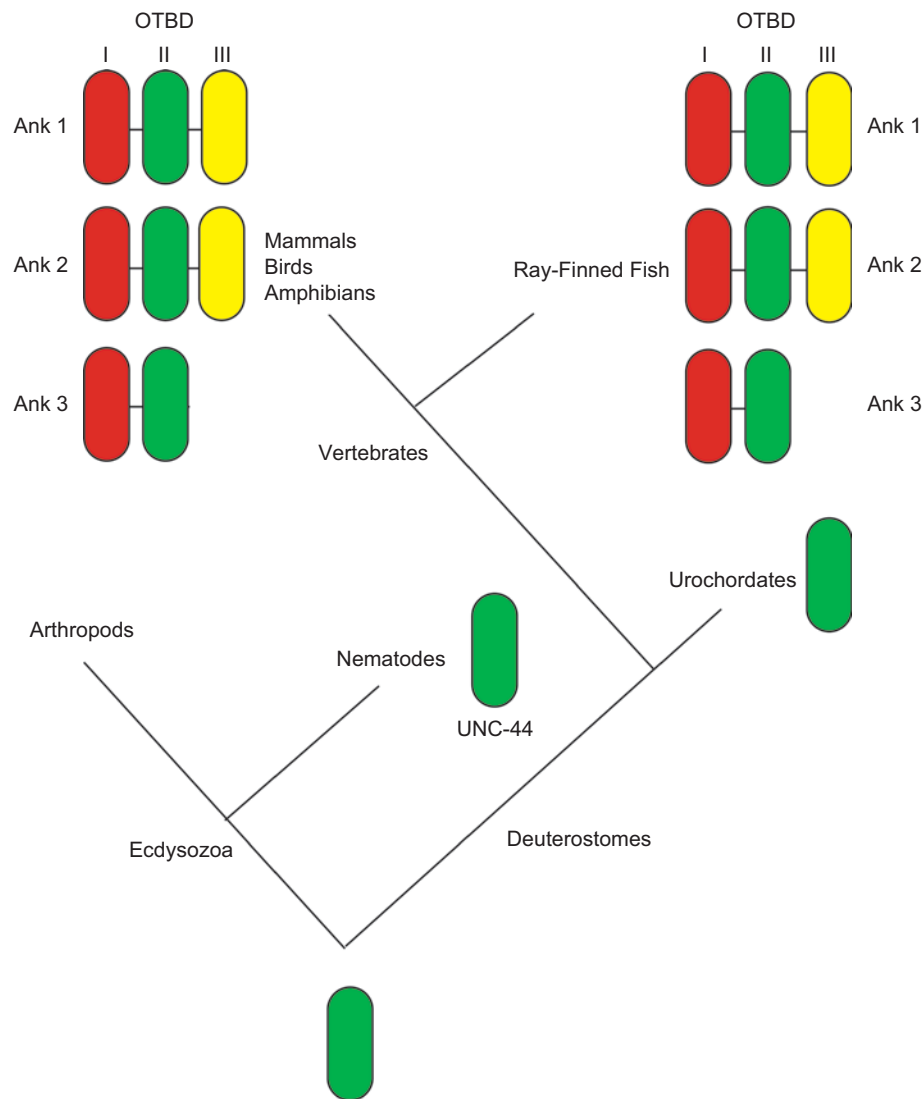 OTBD
I II III
Ank 1
Ank 2
Ank 3
OTBD
I II III
Ank 1
Ank 2
Ank 3
Mammals
Birds
Amphibians
Ray-Finned Fish
Vertebrates
Urochordates
Arthropods
Nematodes
UNC-44
Ecdysozoa
Deuterostomes